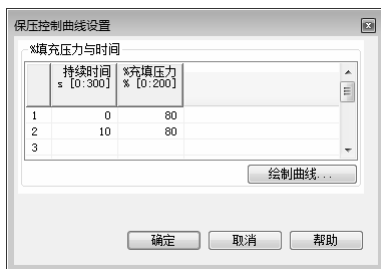 保压控制曲线设置
%填充压力与时间
持续时间 %充填压力
s [0:300] % [0:200]
1 0 80
2 10 80
3
绘制曲线...
确定 取消 帮助